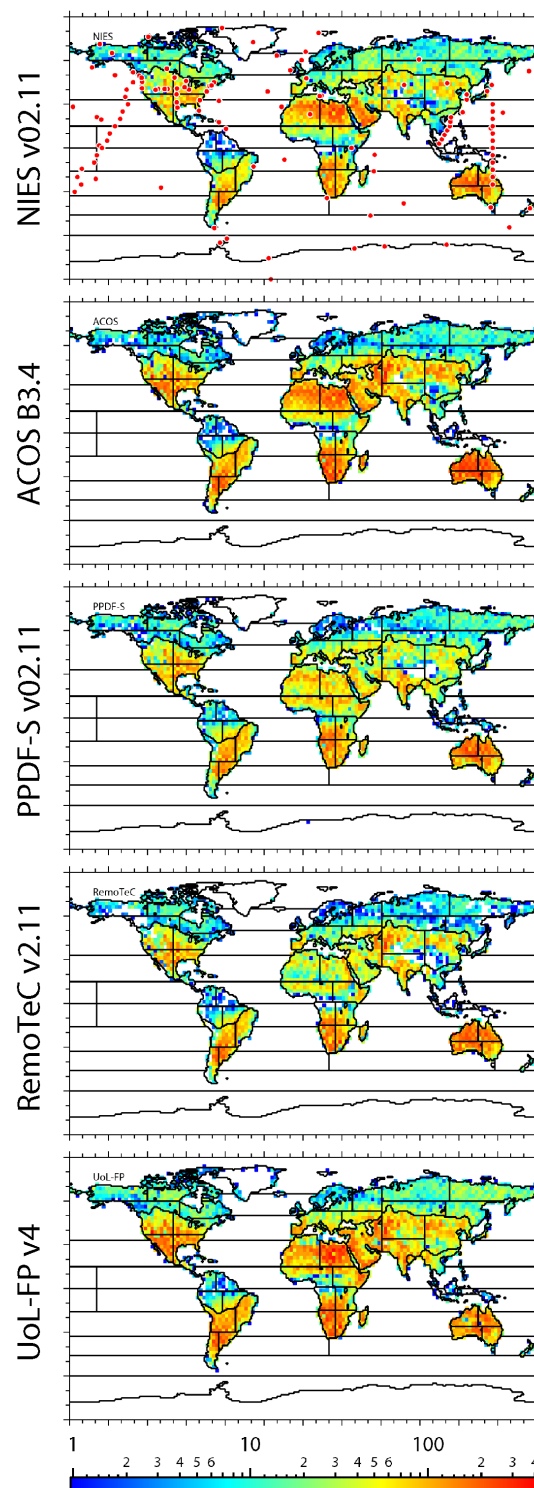 NIES v02.11
NIES
ACOS B3.4
ACOS
PPDF-S v02.11
PPDF-S
RemoTeC v2.11
RemoTeC
UoL-FP v4
UoL-FP
1 2 3 4 5 6 10 2 3 4 5 6 100 2 3 4